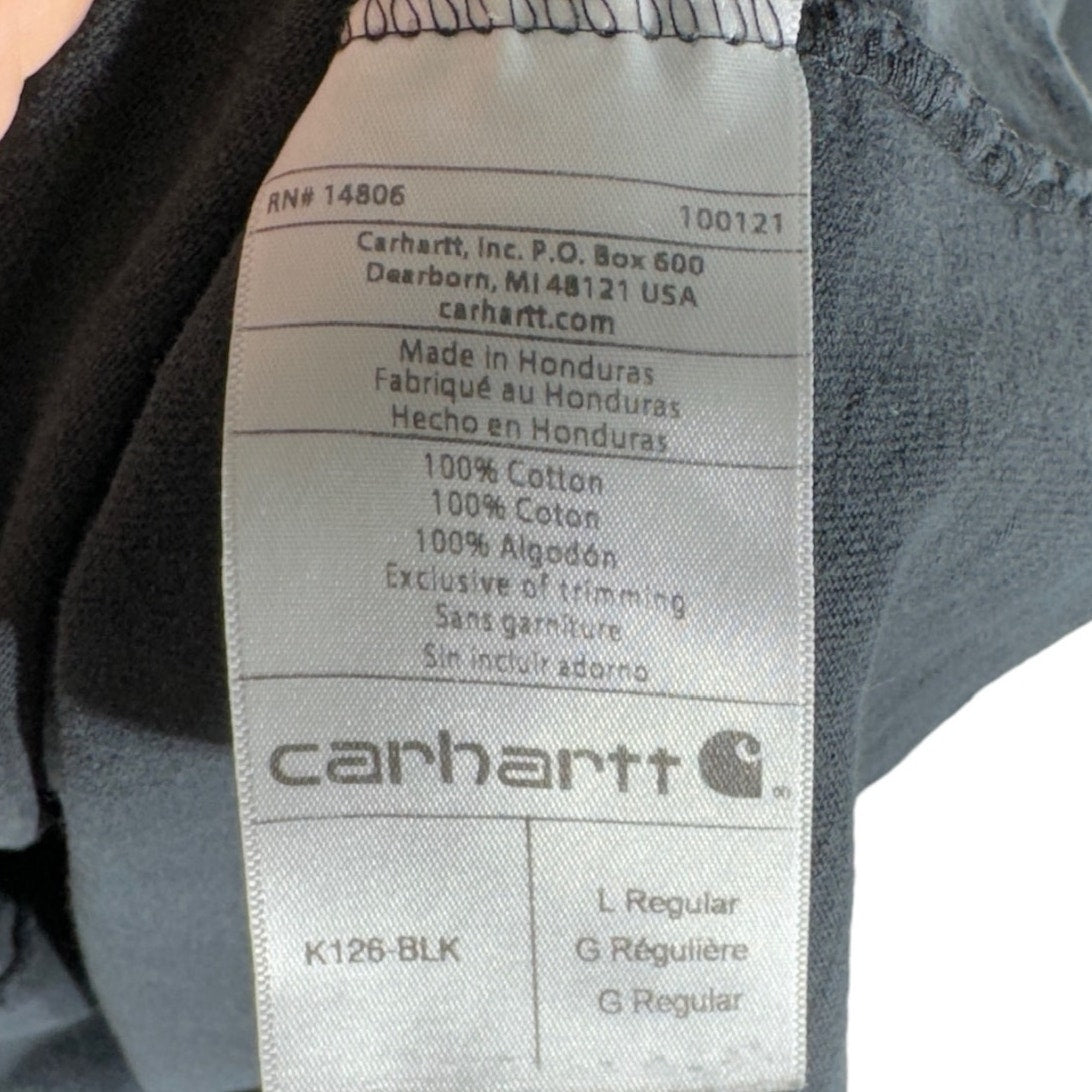 RN# 14806 100121
Carhartt, Inc. P.O. Box 600
Dearborn, MI 48121 USA
carhartt.com
Made in Honduras
Fabriqué au Honduras
Hecho en Honduras
100% Cotton
100% Coton
100% Algodón
Exclusive of trimming
Sans garniture
Sin incluir adorno
carhartt
K126-BLK
L Regular
G Régulière
G Regular